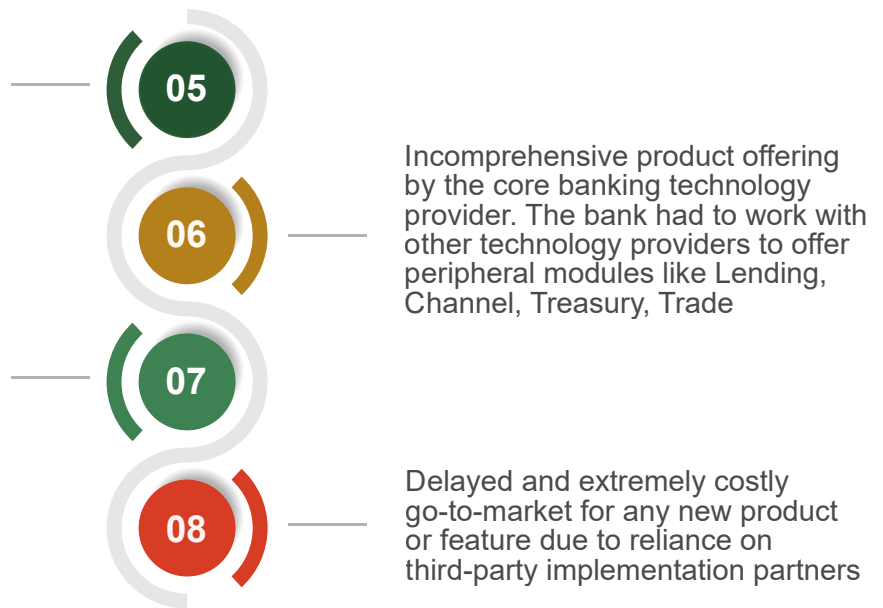 05
06
Incomprehensive product offering
by the core banking technology
provider. The bank had to work with
other technology providers to offer
peripheral modules like Lending,
Channel, Treasury, Trade
07
08
Delayed and extremely costly
go-to-market for any new product
or feature due to reliance on
third-party implementation partners